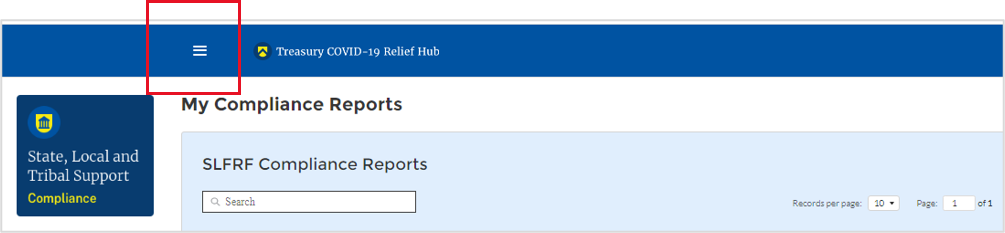 Treasury COVID-19 Relief Hub
My Compliance Reports
State, Local and
Tribal Support
Compliance
SLFRF Compliance Reports
Search
Records per page: 10 Page: 1 of 1